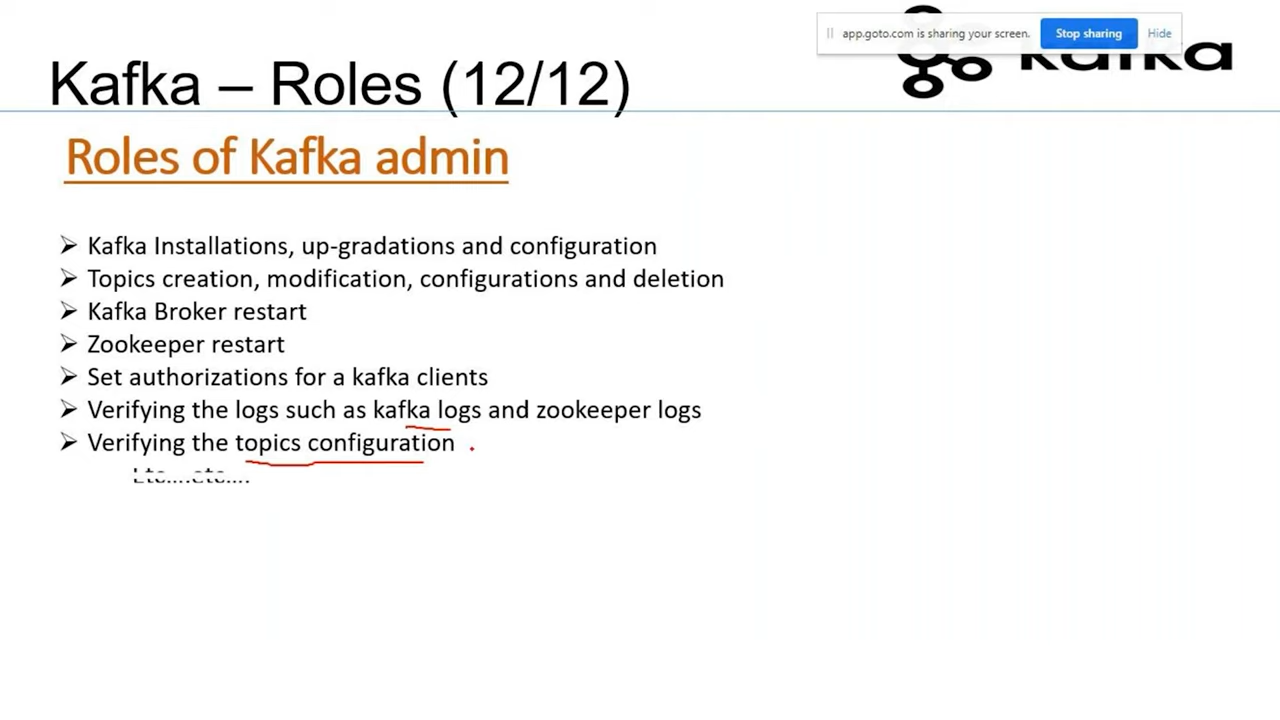 app.goto.com is sharing your screen. Stop sharing Hide
kafka
Kafka – Roles (12/12)
Roles of Kafka admin
➢ Kafka Installations, up-gradations and configuration
➢ Topics creation, modification, configurations and deletion
➢ Kafka Broker restart
➢ Zookeeper restart
➢ Set authorizations for a kafka clients
➢ Verifying the logs such as kafka logs and zookeeper logs
➢ Verifying the topics configuration
Etc....etc....